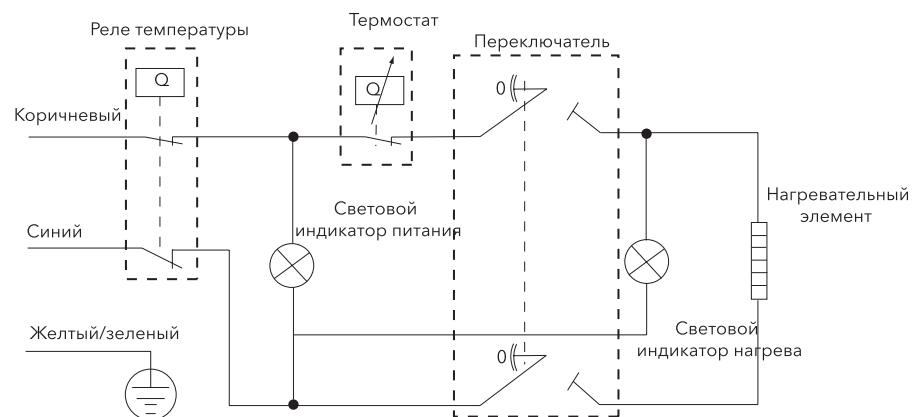 Реле температуры
Термостат
Переключатель
Q
Q
0
Коричневый
Нагревательный
элемент
Световой
индикатор питания
Синий
Желтый/зеленый
Световой
индикатор нагрева
0